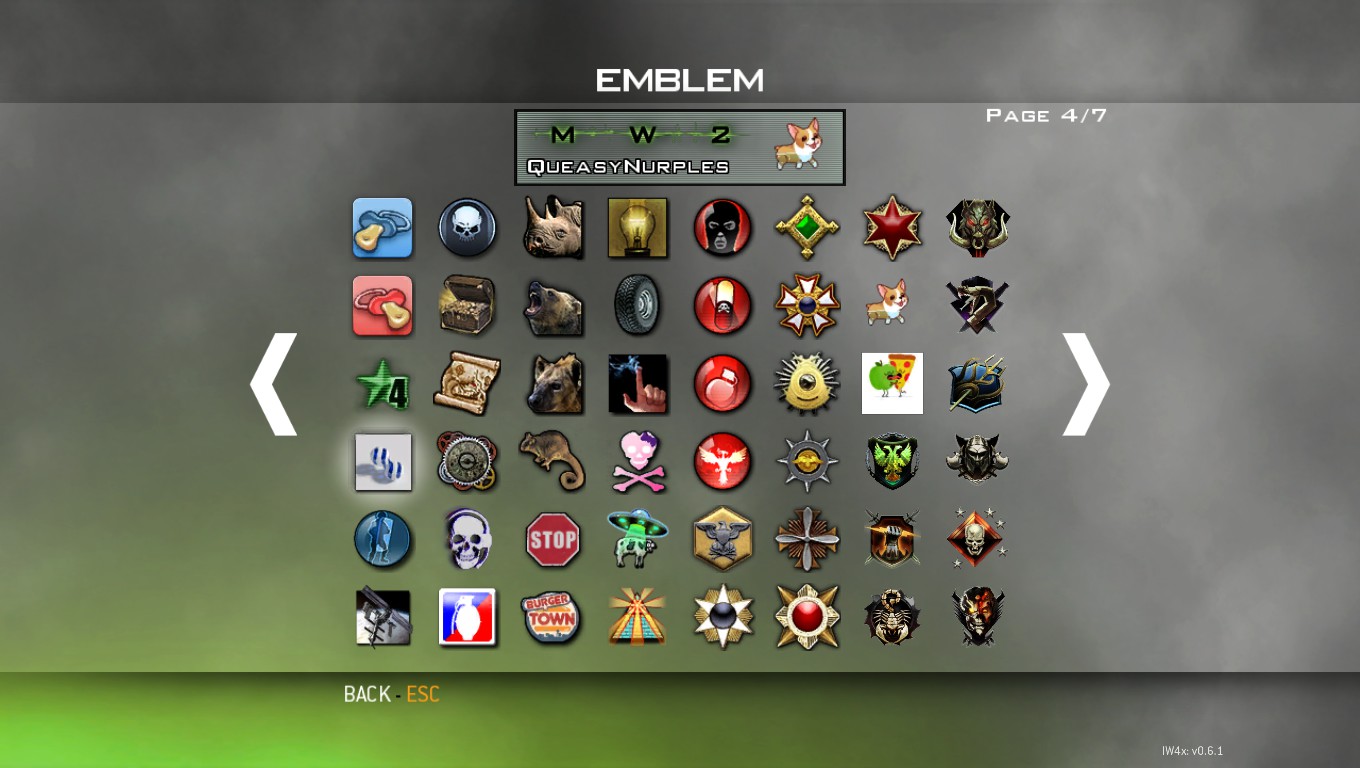 EMBLEM
Page 4/7
M W 2
QueasyNurples
4
STOP
BURGER
TOWN
BACK - ESC
IW4x: v0.6.1